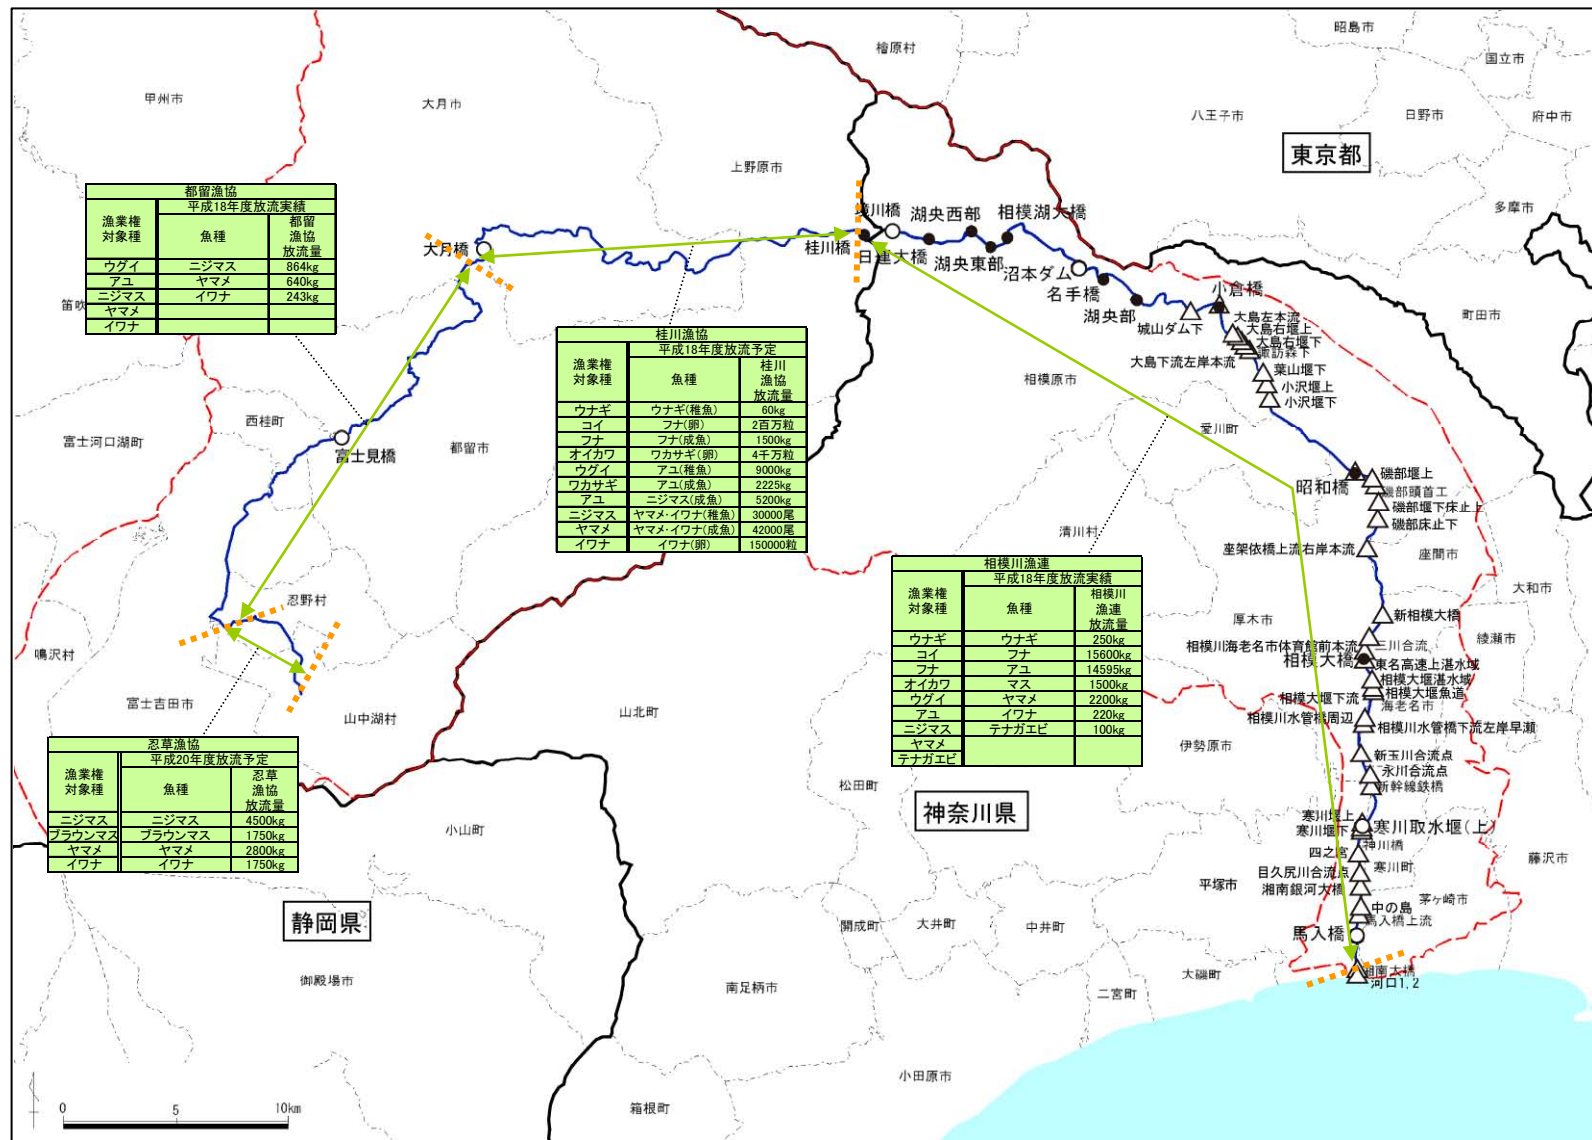 檜原村
昭島市
国立市
甲州市
大月市
八王子市
日野市
府中市
東京都
上野原市
多摩市
都留漁協
漁業権対象種
平成18年度放流実績
魚種
都留漁協放流量
ウグイ ニジマス 864kg
アユ ヤマメ 640kg
ニジマス イワナ 243kg
ヤマメ
イワナ
大月橋
境川橋
桂川橋
日連大橋
湖央西部
相模湖大橋
湖央東部
沼本ダム
名手橋
湖央部
小倉橋
城山ダム下
大島左本流
大島右堰上
大島右堰下
諏訪森下
大島下流左岸本流
葉山堰下
小沢堰上
小沢堰下
町田市
相模原市
愛川町
笛吹
桂川漁協
漁業権対象種
平成18年度放流予定
魚種
桂川漁協放流量
ウナギ ウナギ(稚魚) 60kg
コイ フナ(卵) 2百万粒
フナ フナ(成魚) 1500kg
オイカワ ワカサギ(卵) 4千万粒
ウグイ アユ(稚魚) 9000kg
ワカサギ アユ(成魚) 2225kg
アユ ニジマス(成魚) 5200kg
ニジマス ヤマメ・イワナ(稚魚) 30000尾
ヤマメ ヤマメ・イワナ(成魚) 42000尾
イワナ イワナ(卵) 150000粒
西桂町
富士河口湖町
都留市
富士見橋
昭和橋
磯部堰上
磯部頭首工
磯部堰下床止上
磯部床止下
清川村
座架依橋上流右岸本流
座間市
大和市
相模川漁連
漁業権対象種
平成18年度放流実績
魚種
相模川漁連放流量
ウナギ ウナギ 250kg
コイ フナ 15600kg
フナ アユ 14595kg
オイカワ マス 1500kg
ウグイ ヤマメ 2200kg
アユ イワナ 220kg
ニジマス テナガエビ 100kg
ヤマメ
テナガエビ
忍野村
厚木市
新相模大橋
綾瀬市
鳴沢村
相模川海老名市体育館前本流
三川合流
相模大橋
東名高速上湛水域
相模大堰湛水域
相模大堰下流
相模大堰魚道
海老名市
富士吉田市
山中湖村
山北町
相模川水管橋周辺
相模川水管橋下流左岸早瀬
伊勢原市
新玉川合流点
永川合流点
新幹線鉄橋
忍草漁協
漁業権対象種
平成20年度放流予定
魚種
忍草漁協放流量
ニジマス ニジマス 4500kg
ブラウンマス ブラウンマス 1750kg
ヤマメ ヤマメ 2800kg
イワナ イワナ 1750kg
松田町
神奈川県
小山町
寒川堰上
寒川堰下
寒川取水堰(上)
神川橋
四之宮
寒川町
藤沢市
目久尻川合流点
湘南銀河大橋
平塚市
茅ヶ崎市
中の島
馬入橋上流
馬入橋
静岡県
開成町
大井町
中井町
大磯町
湘南大橋
河口1,2
御殿場市
南足柄市
二宮町
小田原市
箱根町
0 5 10km